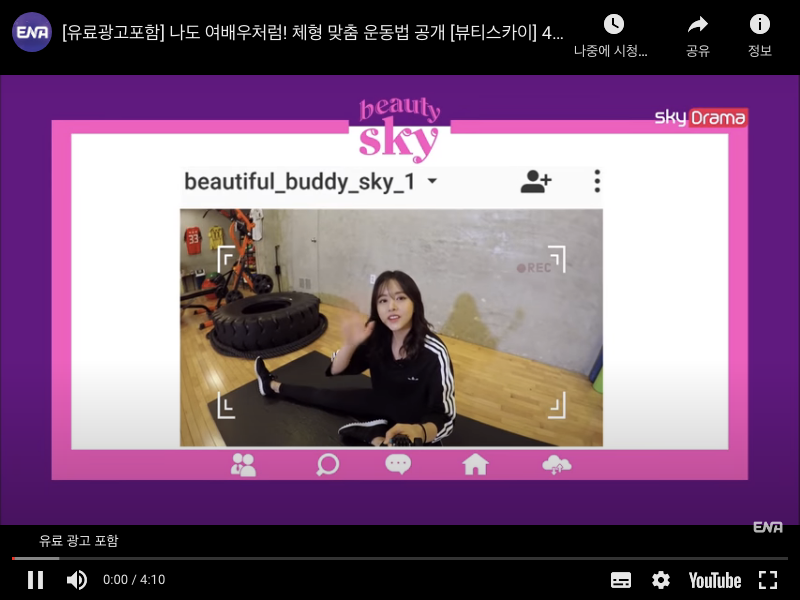 ENA
[유료광고포함] 나도 여배우처럼! 체형 맞춤 운동법 공개 [뷰티스카이] 4...
나중에 시청...
공유
정보
beauty
sky
skyDrama
beautiful_buddy_sky_1
33
REC
ENA
유료 광고 포함
0:00 / 4:10
YouTube